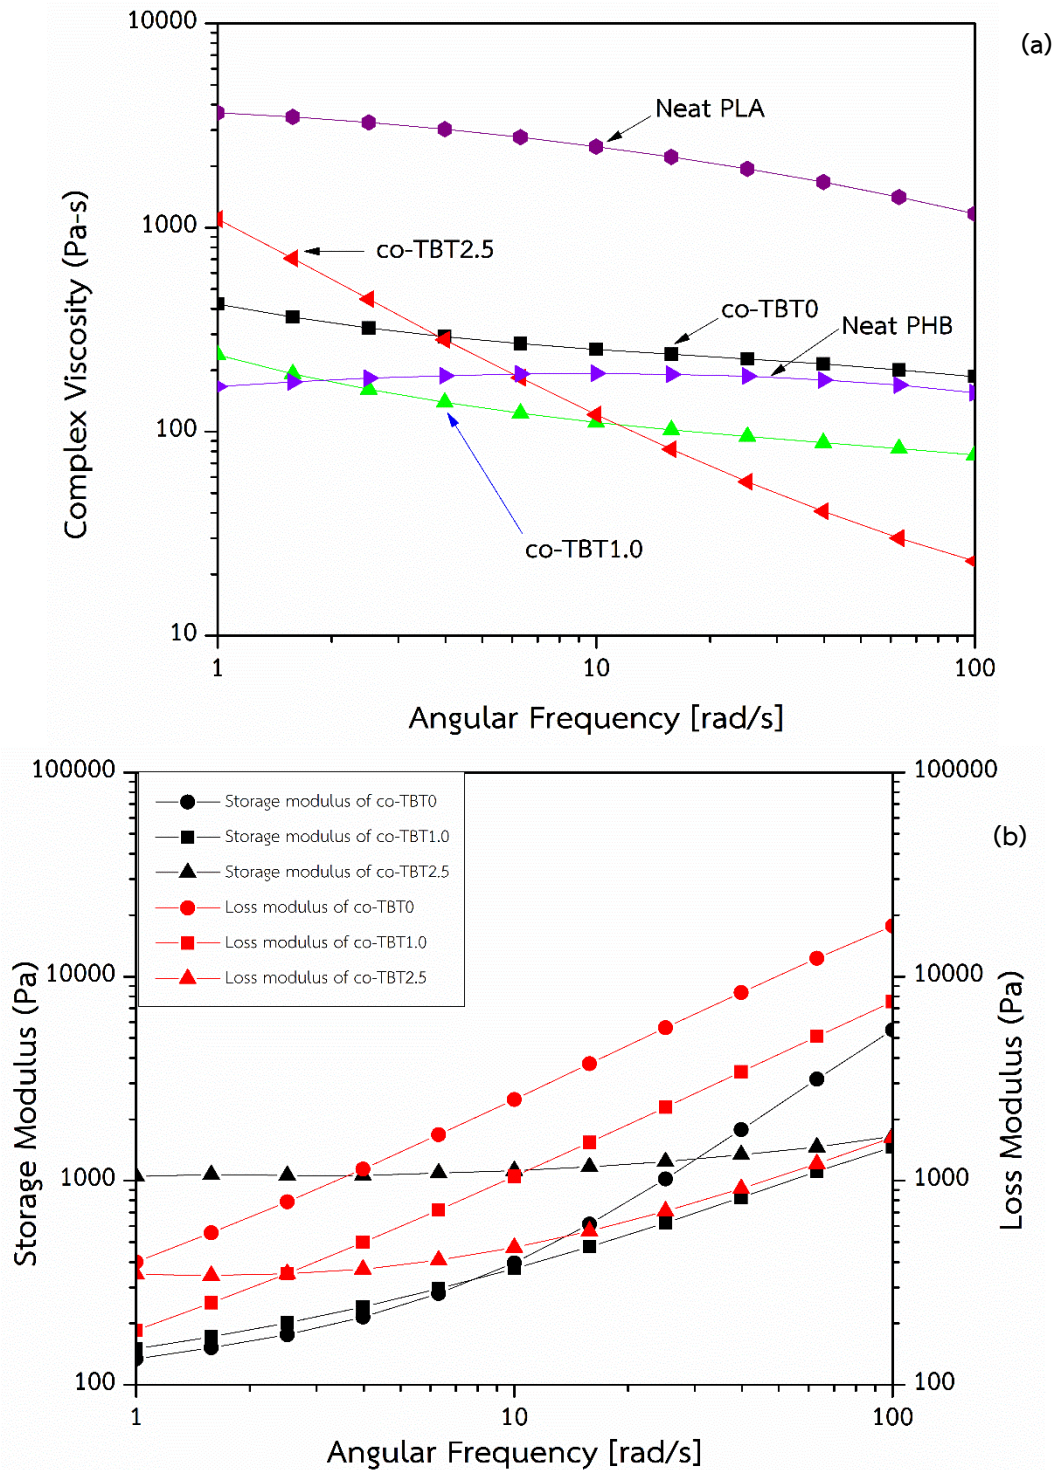 (a)
10000
1000
100
10
Complex Viscosity (Pa-s)
Neat PLA
co-TBT2.5
co-TBT0
Neat PHB
co-TBT1.0
1
10
100
Angular Frequency [rad/s]
(b)
100000
10000
1000
100
Storage Modulus (Pa)
Storage modulus of co-TBT0
Storage modulus of co-TBT1.0
Storage modulus of co-TBT2.5
Loss modulus of co-TBT0
Loss modulus of co-TBT1.0
Loss modulus of co-TBT2.5
100000
10000
1000
100
Loss Modulus (Pa)
1
10
100
Angular Frequency [rad/s]